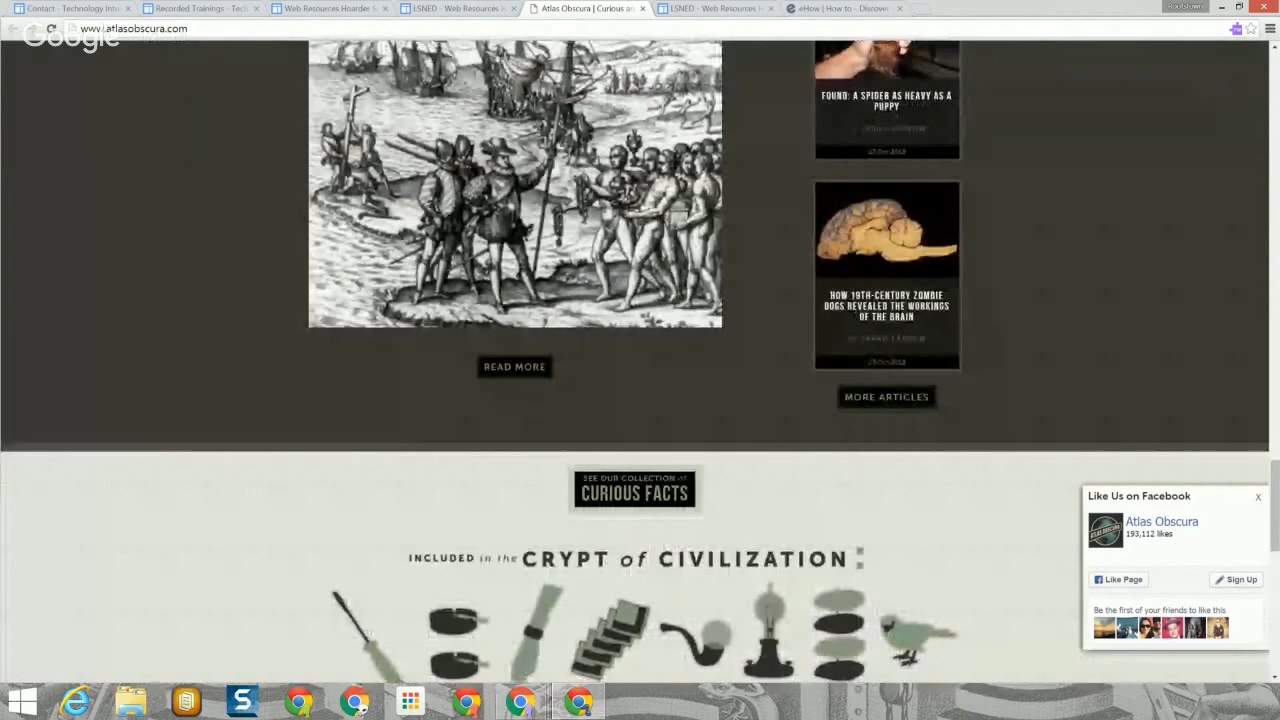 Contact - Technology Inte
Recorded Trainings - Tech
Web Resources Hoarder S
LSNED - Web Resources H
Atlas Obscura | Curious an
LSNED - Web Resources H
eHow | How to - Discover
Rootstown
www.atlasobscura.com
Google
FOUND: A SPIDER AS HEAVY AS A
PUPPY
HOW 19TH-CENTURY ZOMBIE
DOGS REVEALED THE WORKINGS
OF THE BRAIN
READ MORE
MORE ARTICLES
SEE OUR COLLECTION of
CURIOUS FACTS
INCLUDED in the CRYPT of CIVILIZATION:
Like Us on Facebook
X
Atlas Obscura
193,112 likes
Like Page
Sign Up
Be the first of your friends to like this